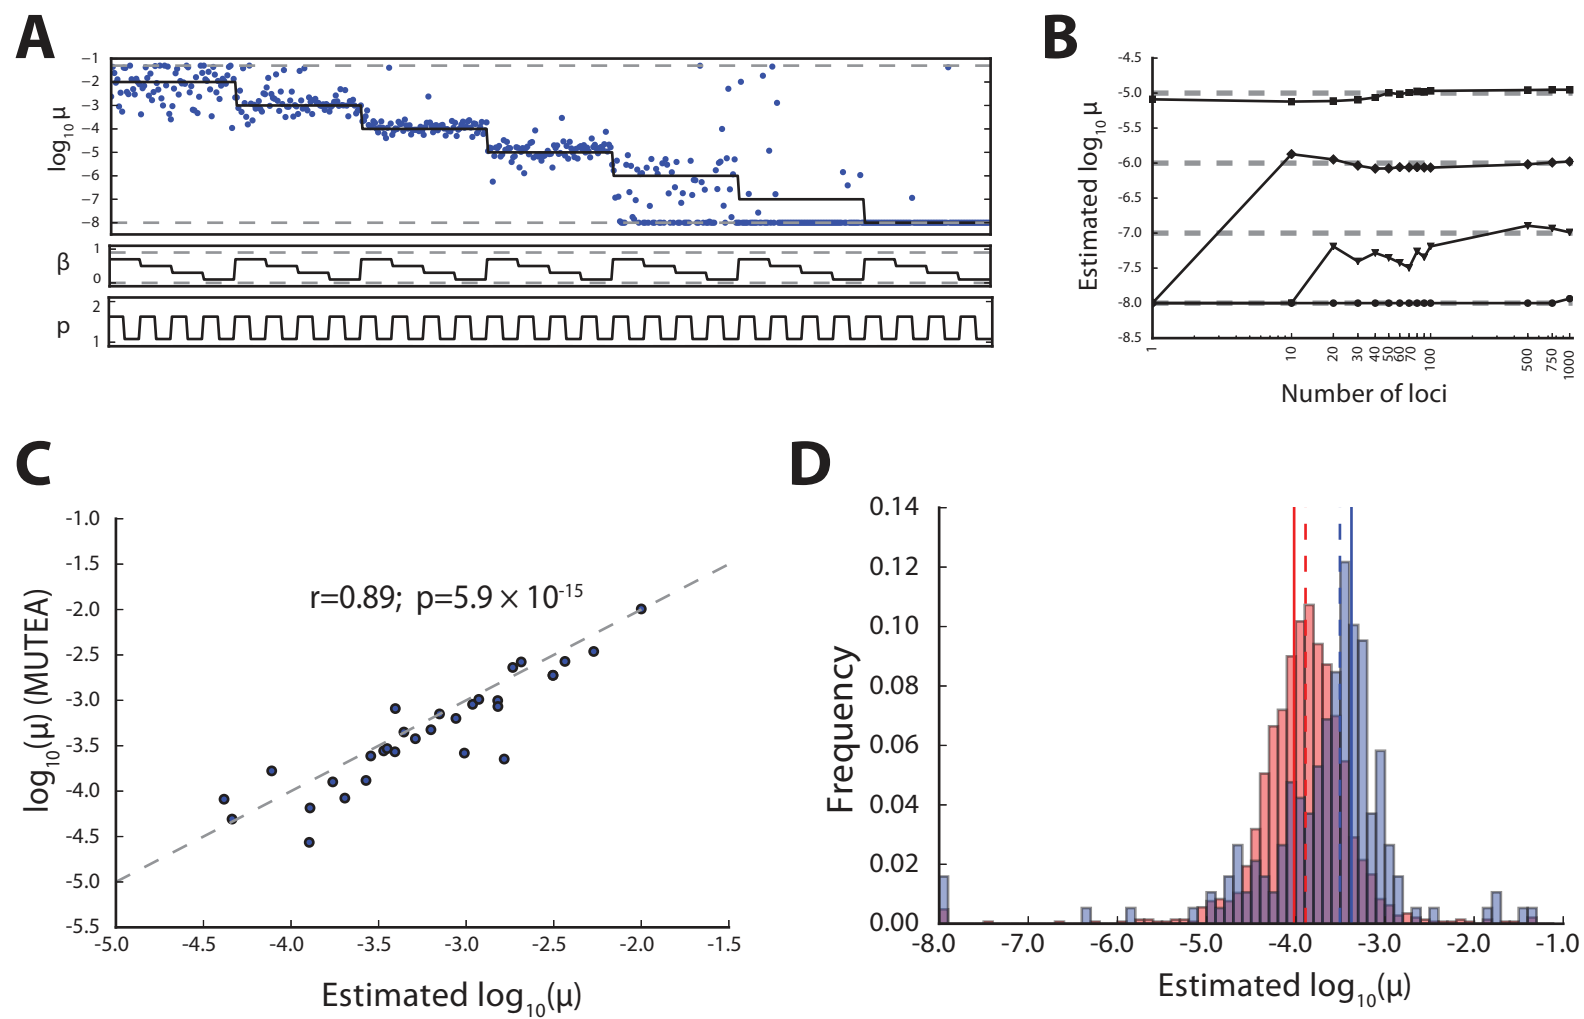 A
−1
−2
−3
−4
−5
−6
−7
−8
log10 μ
β
1
0
p
2
1
B
-4.5
-5.0
-5.5
-6.0
-6.5
-7.0
-7.5
-8.0
-8.5
Estimated log10 μ
1 10 20 30 40 50 60 70 100 500 750 1000
Number of loci
C
-1.0
-1.5
-2.0
-2.5
-3.0
-3.5
-4.0
-4.5
-5.0
-5.5
log10(μ) (MUTEA)
r=0.89; p=5.9 × 10-15
-5.0 -4.5 -4.0 -3.5 -3.0 -2.5 -2.0 -1.5
Estimated log10(μ)
D
0.14
0.12
0.10
0.08
0.06
0.04
0.02
0.00
Frequency
-8.0 -7.0 -6.0 -5.0 -4.0 -3.0 -2.0 -1.0
Estimated log10(μ)